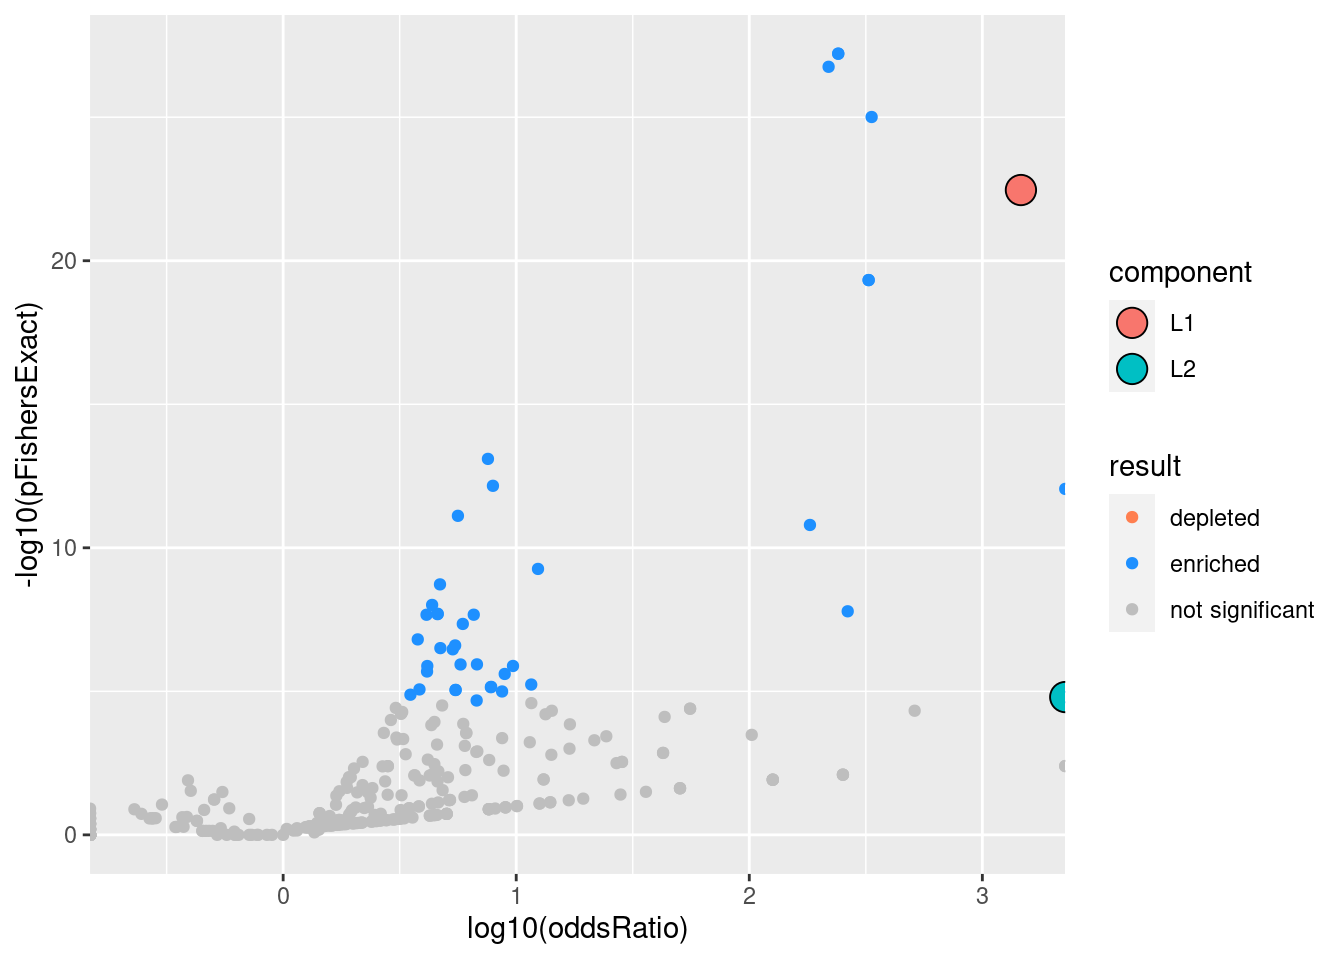 -log10(pFishersExact)
20
10
0
0 1 2 3
log10(oddsRatio)
component
L1
L2
result
depleted
enriched
not significant